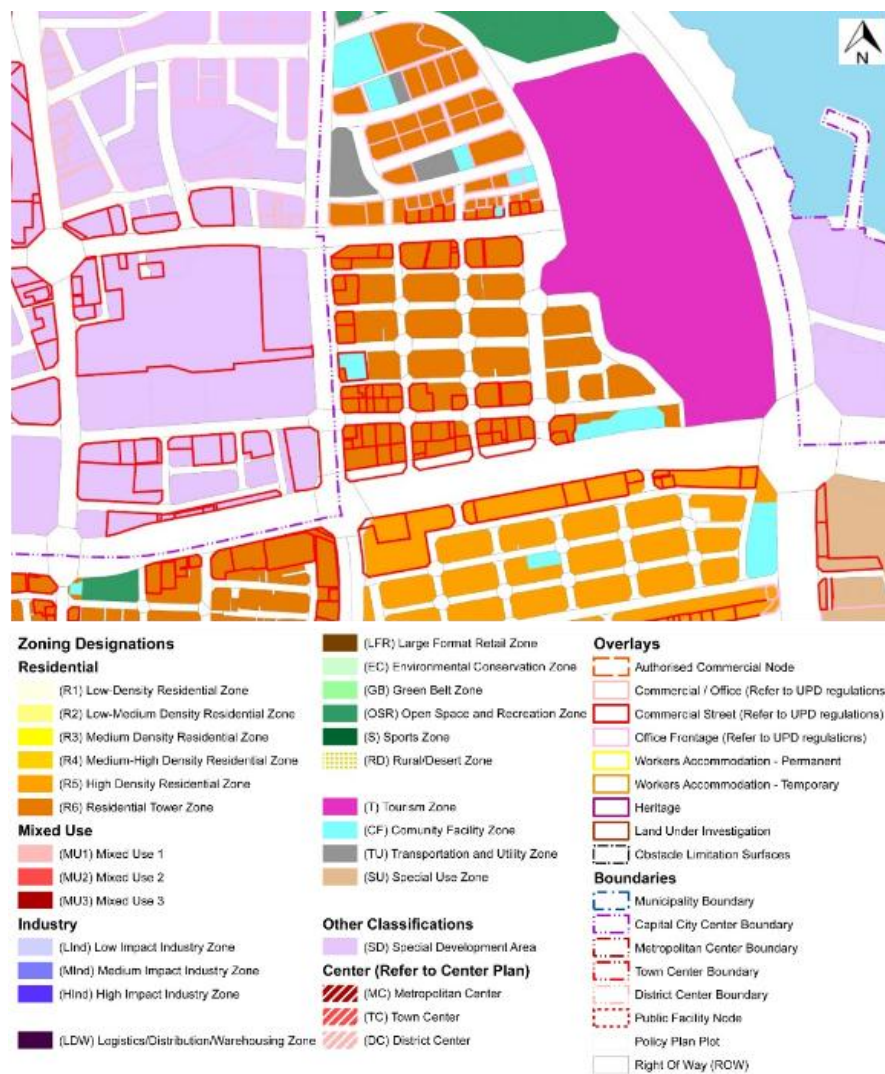 N
Zoning Designations
Residential
(R1) Low-Density Residential Zone
(R2) Low-Medium Density Residential Zone
(R3) Medium Density Residential Zone
(R4) Medium-High Density Residential Zone
(R5) High Density Residential Zone
(R6) Residential Tower Zone
Mixed Use
(MU1) Mixed Use 1
(MU2) Mixed Use 2
(MU3) Mixed Use 3
Industry
(LInd) Low Impact Industry Zone
(MInd) Medium Impact Industry Zone
(HInd) High Impact Industry Zone
(LDW) Logistics/Distribution/Warehousing Zone
(LFR) Large Format Retail Zone
(EC) Environmental Conservation Zone
(GB) Green Belt Zone
(OSR) Open Space and Recreation Zone
(S) Sports Zone
(RD) Rural/Desert Zone
(T) Tourism Zone
(CF) Comunity Facility Zone
(TU) Transportation and Utility Zone
(SU) Special Use Zone
Other Classifications
(SD) Special Development Area
Center (Refer to Center Plan)
(MC) Metropolitan Center
(TC) Town Center
(DC) District Center
Overlays
Authorised Commercial Node
Commercial / Office (Refer to UPD regulations
Commercial Street (Refer to UPD regulations)
Office Frontage (Refer to UPD regulations)
Workers Accommodation - Permanent
Workers Accommodation - Temporary
Heritage
Land Under Investigation
Obstacle Limitation Surfaces
Boundaries
Municipality Boundary
Capital City Center Boundary
Metropolitan Center Boundary
Town Center Boundary
District Center Boundary
Public Facility Node
Policy Plan Plot
Right Of Way (ROW)